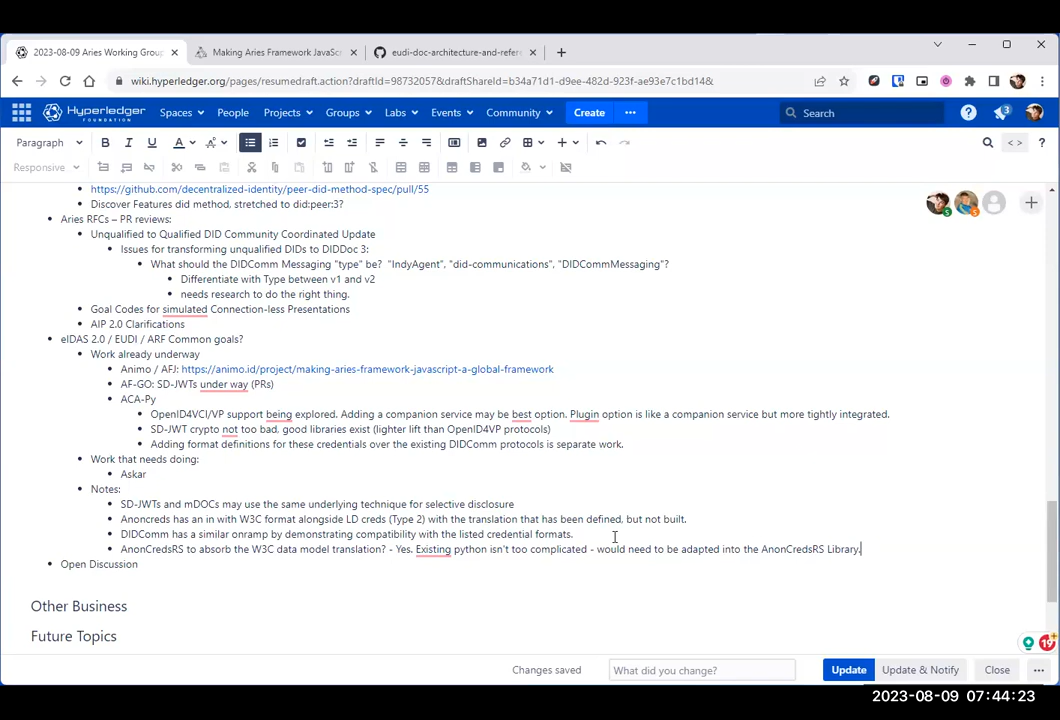 2023-08-09 Aries Working Group
Making Aries Framework JavaScr
eudi-doc-architecture-and-refere
wiki.hyperledger.org/pages/resumedraft.action?draftId=98732057&draftShareId=b34a71d1-d9ee-482d-923f-ae93e7c1bd14&
HYPERLEDGER FOUNDATION Spaces People Projects Groups Labs Events Community Create Search 3
Paragraph B I U A
Responsive
https://github.com/decentralized-identity/peer-did-method-spec/pull/55
Discover Features did method, stretched to did:peer:3?
Aries RFCs – PR reviews:
Unqualified to Qualified DID Community Coordinated Update
Issues for transforming unqualified DIDs to DIDDoc 3:
What should the DIDComm Messaging "type" be? "IndyAgent", "did-communications", "DIDCommMessaging"?
Differentiate with Type between v1 and v2
needs research to do the right thing.
Goal Codes for simulated Connection-less Presentations
AIP 2.0 Clarifications
eIDAS 2.0 / EUDI / ARF Common goals?
Work already underway
Animo / AFJ: https://animo.id/project/making-aries-framework-javascript-a-global-framework
AF-GO: SD-JWTs under way (PRs)
ACA-Py
OpenID4VCI/VP support being explored. Adding a companion service may be best option. Plugin option is like a companion service but more tightly integrated.
SD-JWT crypto not too bad, good libraries exist (lighter lift than OpenID4VP protocols)
Adding format definitions for these credentials over the existing DIDComm protocols is separate work.
Work that needs doing:
Askar
Notes:
SD-JWTs and mDOCs may use the same underlying technique for selective disclosure
Anoncreds has an in with W3C format alongside LD creds (Type 2) with the translation that has been defined, but not built.
DIDComm has a similar onramp by demonstrating compatibility with the listed credential formats.
AnonCredsRS to absorb the W3C data model translation? - Yes. Existing python isn't too complicated - would need to be adapted into the AnonCredsRS Library.
Open Discussion
Other Business
Future Topics
19
Changes saved What did you change? Update Update & Notify Close
2023-08-09 07:44:23